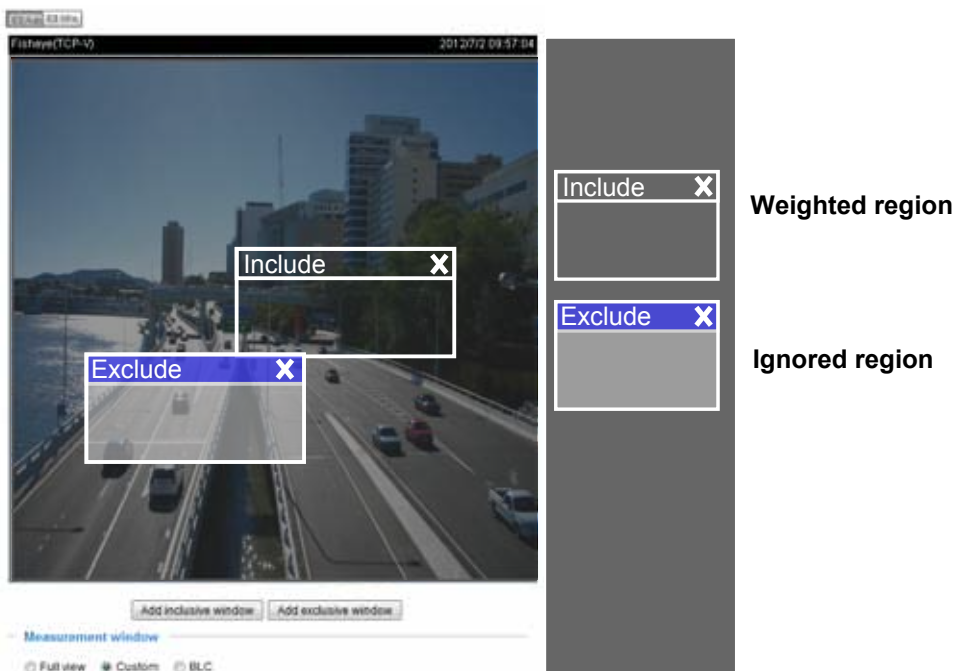 Fisheye(TCP-V) 2012/7/2 09:57:04
Include
Exclude
Include
Weighted region
Exclude
Ignored region
Add inclusive window Add exclusive window
Measurement window
Full view Custom BLC